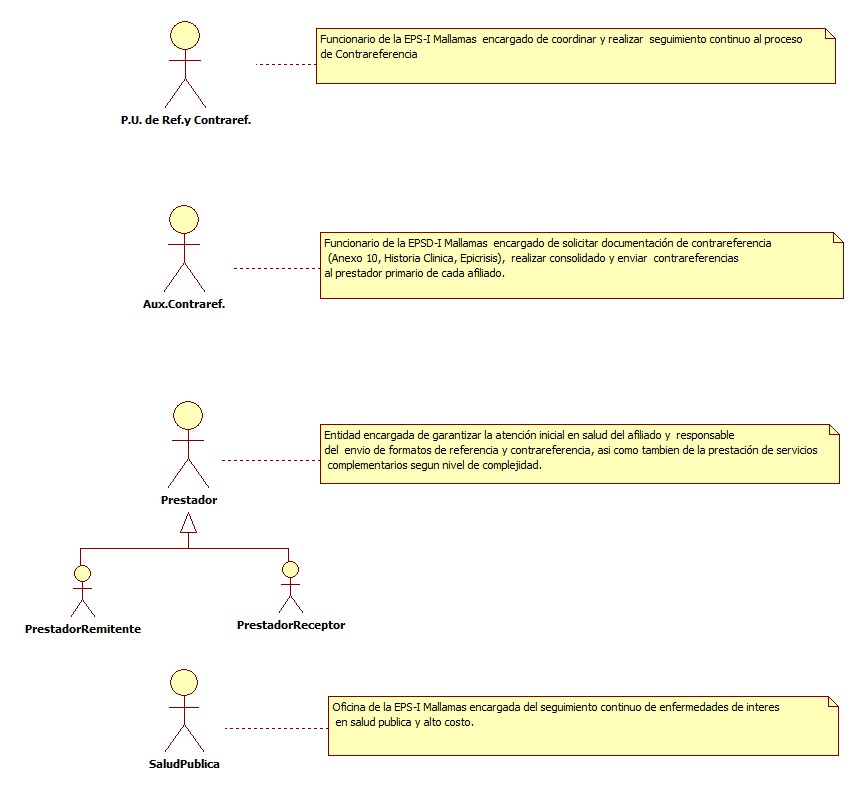 Funcionario de la EPS-I Mallamas encargado de coordinar y realizar seguimiento continuo al proceso
de Contrareferencia
P.U. de Ref.y Contraref.
Funcionario de la EPSD-I Mallamas encargado de solicitar documentación de contrareferencia
(Anexo 10, Historia Clinica, Epicrisis), realizar consolidado y enviar contrareferencias
al prestador primario de cada afiliado.
Aux.Contraref.
Entidad encargada de garantizar la atención inicial en salud del afiliado y responsable
del envio de formatos de referencia y contrareferencia, asi como tambien de la prestación de servicios
complementarios segun nivel de complejidad.
Prestador
PrestadorRemitente
PrestadorReceptor
Oficina de la EPS-I Mallamas encargada del seguimiento continuo de enfermedades de interes
en salud publica y alto costo.
SaludPublica